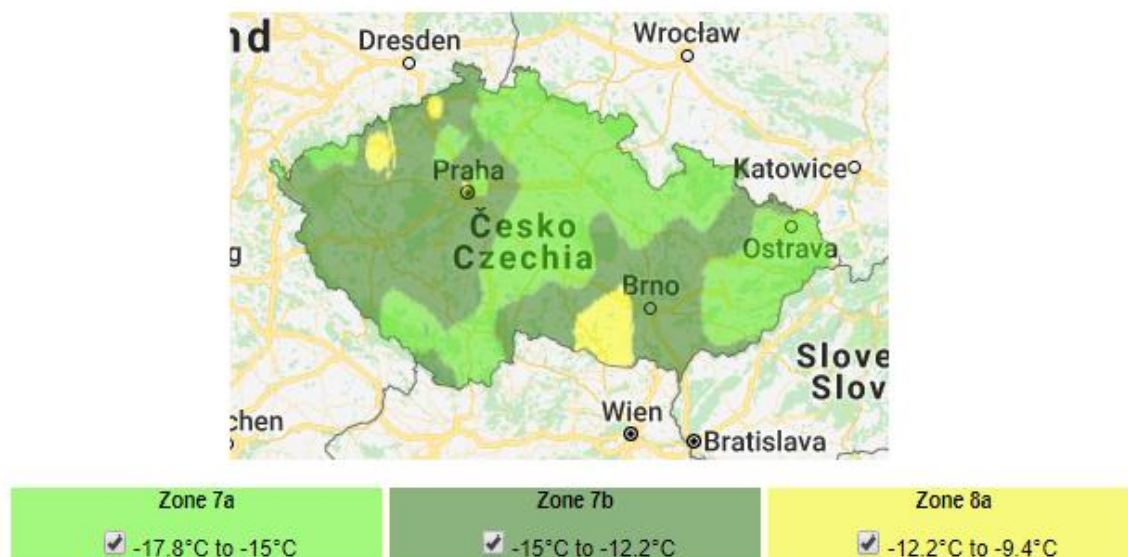 nd
Dresden
Wrocław
Praha
Katowice
Česko
Czechia
Ostrava
g
Brno
Slove
Slov
chen
Wien
Bratislava
Zone 7a
-17.8°C to -15°C
Zone 7b
-15°C to -12.2°C
Zone 8a
-12.2°C to -9.4°C